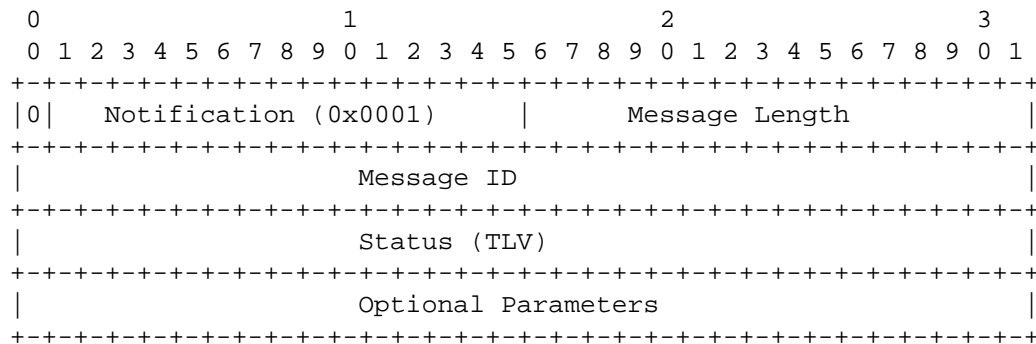 0                   1                   2                   3
 0 1 2 3 4 5 6 7 8 9 0 1 2 3 4 5 6 7 8 9 0 1 2 3 4 5 6 7 8 9 0 1
+-+-+-+-+-+-+-+-+-+-+-+-+-+-+-+-+-+-+-+-+-+-+-+-+-+-+-+-+-+-+-+-+
|0|   Notification (0x0001)     |      Message Length           |
+-+-+-+-+-+-+-+-+-+-+-+-+-+-+-+-+-+-+-+-+-+-+-+-+-+-+-+-+-+-+-+-+
|                     Message ID                                |
+-+-+-+-+-+-+-+-+-+-+-+-+-+-+-+-+-+-+-+-+-+-+-+-+-+-+-+-+-+-+-+-+
|                     Status (TLV)                              |
+-+-+-+-+-+-+-+-+-+-+-+-+-+-+-+-+-+-+-+-+-+-+-+-+-+-+-+-+-+-+-+-+
|                     Optional Parameters                       |
+-+-+-+-+-+-+-+-+-+-+-+-+-+-+-+-+-+-+-+-+-+-+-+-+-+-+-+-+-+-+-+-+